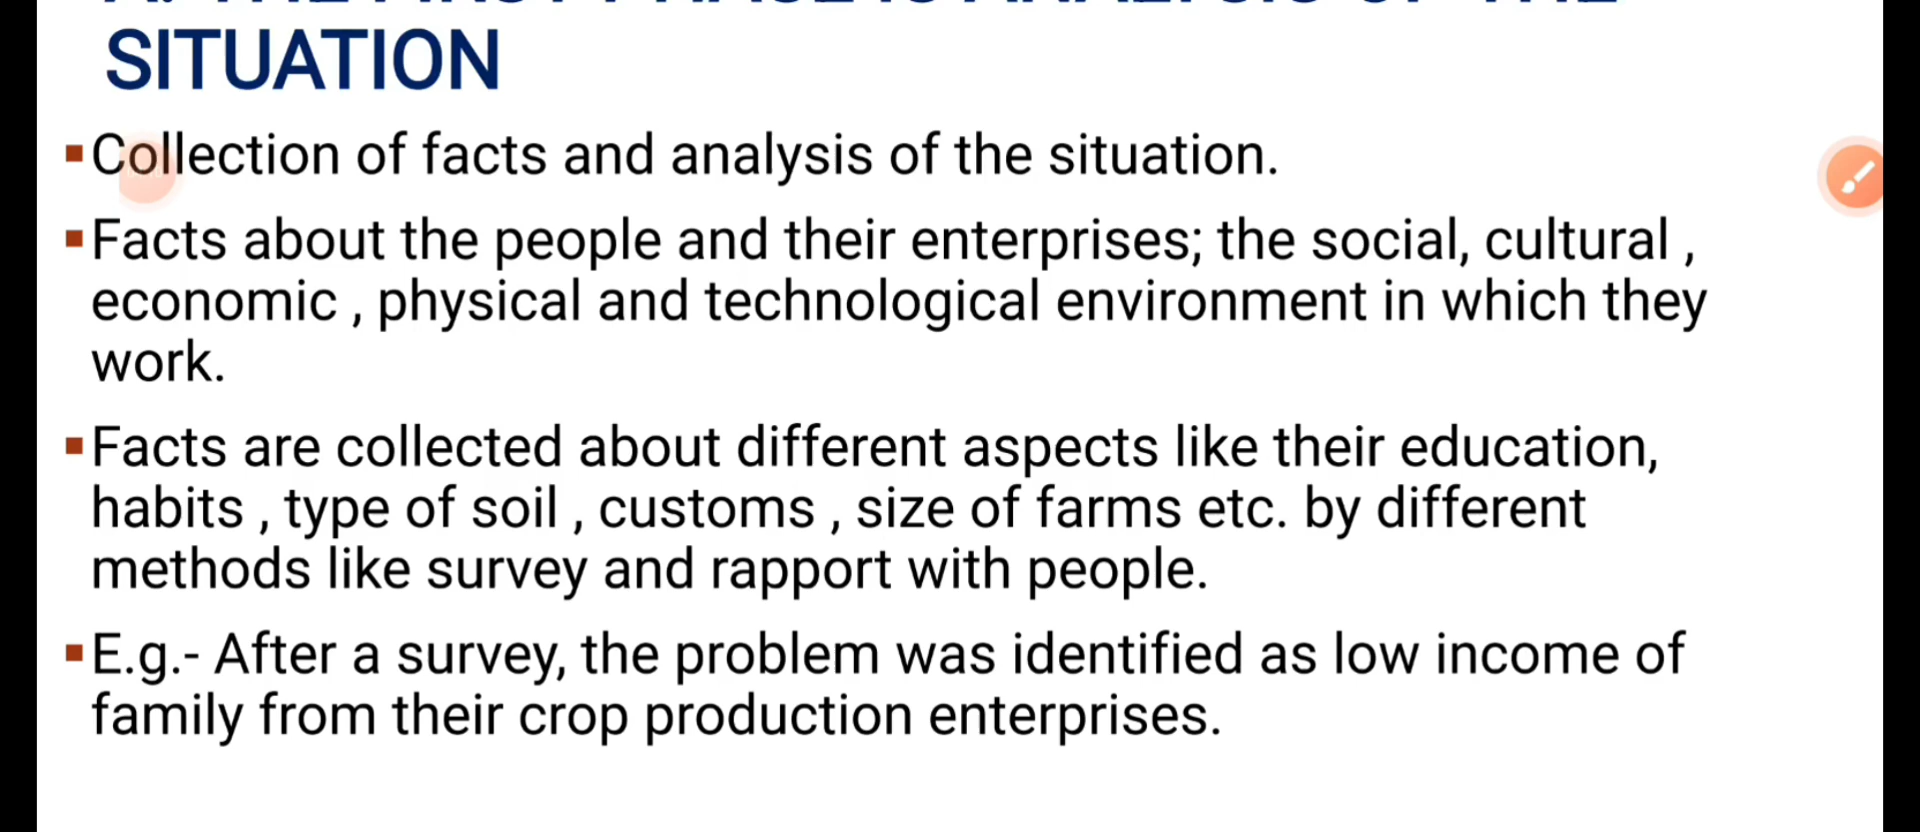 SITUATION
▪Collection of facts and analysis of the situation.
▪Facts about the people and their enterprises; the social, cultural ,
economic , physical and technological environment in which they
work.
▪Facts are collected about different aspects like their education,
habits , type of soil , customs , size of farms etc. by different
methods like survey and rapport with people.
▪E.g.- After a survey, the problem was identified as low income of
family from their crop production enterprises.